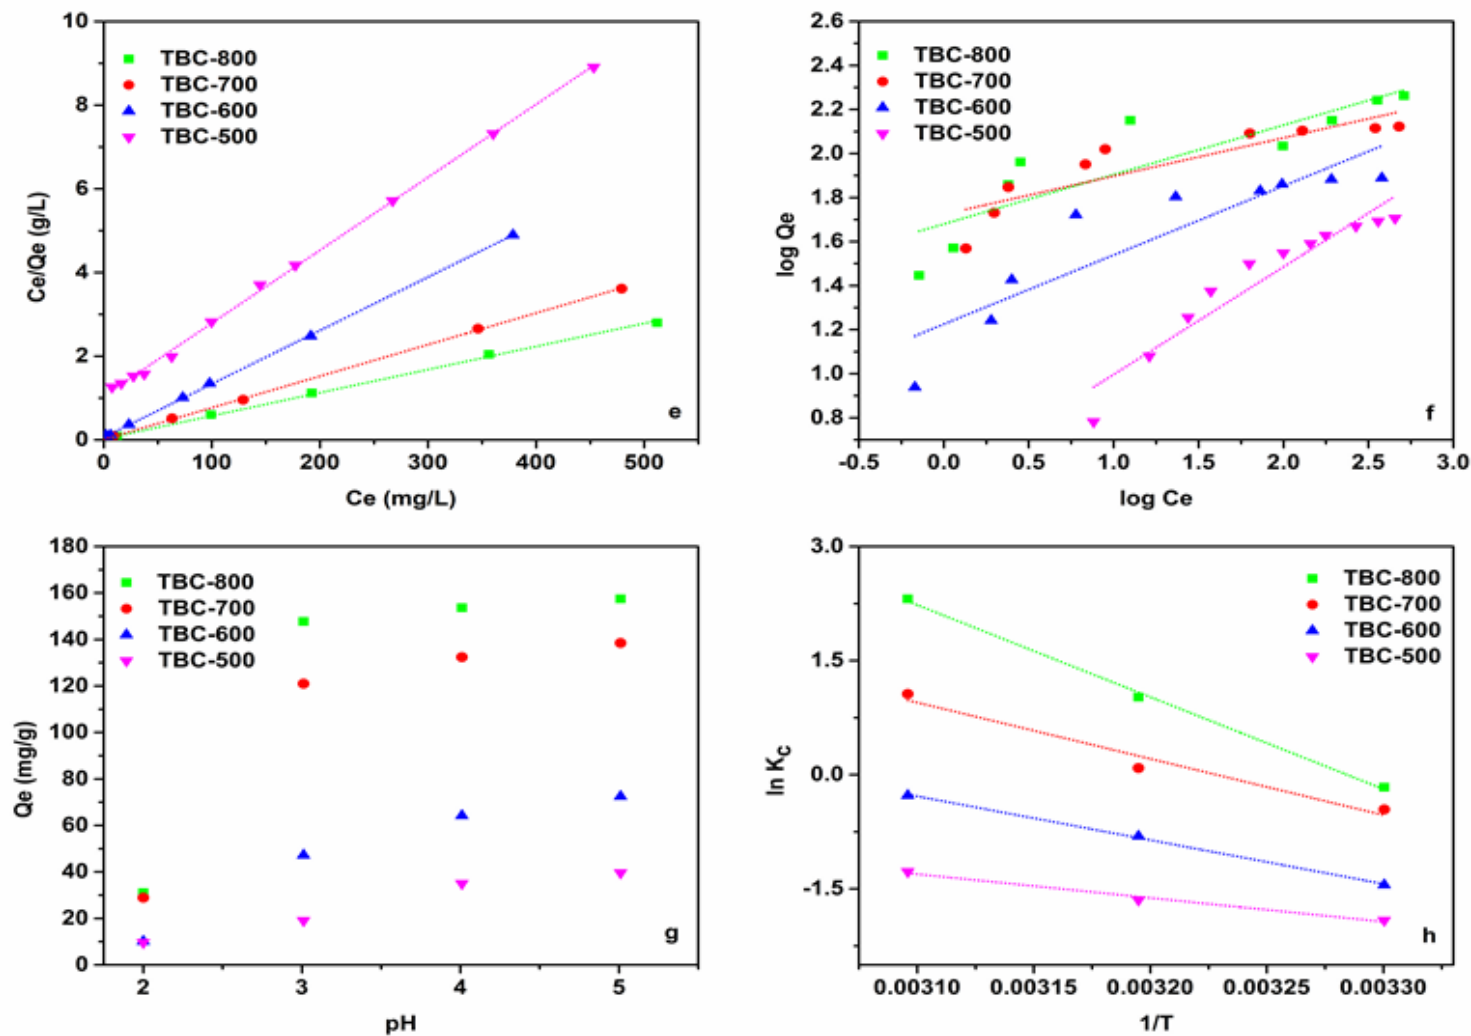 10
8
6
4
2
0
Ce/Qe (g/L)
TBC-800
TBC-700
TBC-600
TBC-500
e
0 100 200 300 400 500
Ce (mg/L)
2.6
2.4
2.2
2.0
1.8
1.6
1.4
1.2
1.0
0.8
log Qe
TBC-800
TBC-700
TBC-600
TBC-500
f
-0.5 0.0 0.5 1.0 1.5 2.0 2.5 3.0
log Ce
180
160
140
120
100
80
60
40
20
0
Qe (mg/g)
TBC-800
TBC-700
TBC-600
TBC-500
g
2 3 4 5
pH
3.0
1.5
0.0
-1.5
ln KC
TBC-800
TBC-700
TBC-600
TBC-500
h
0.00310 0.00315 0.00320 0.00325 0.00330
1/T